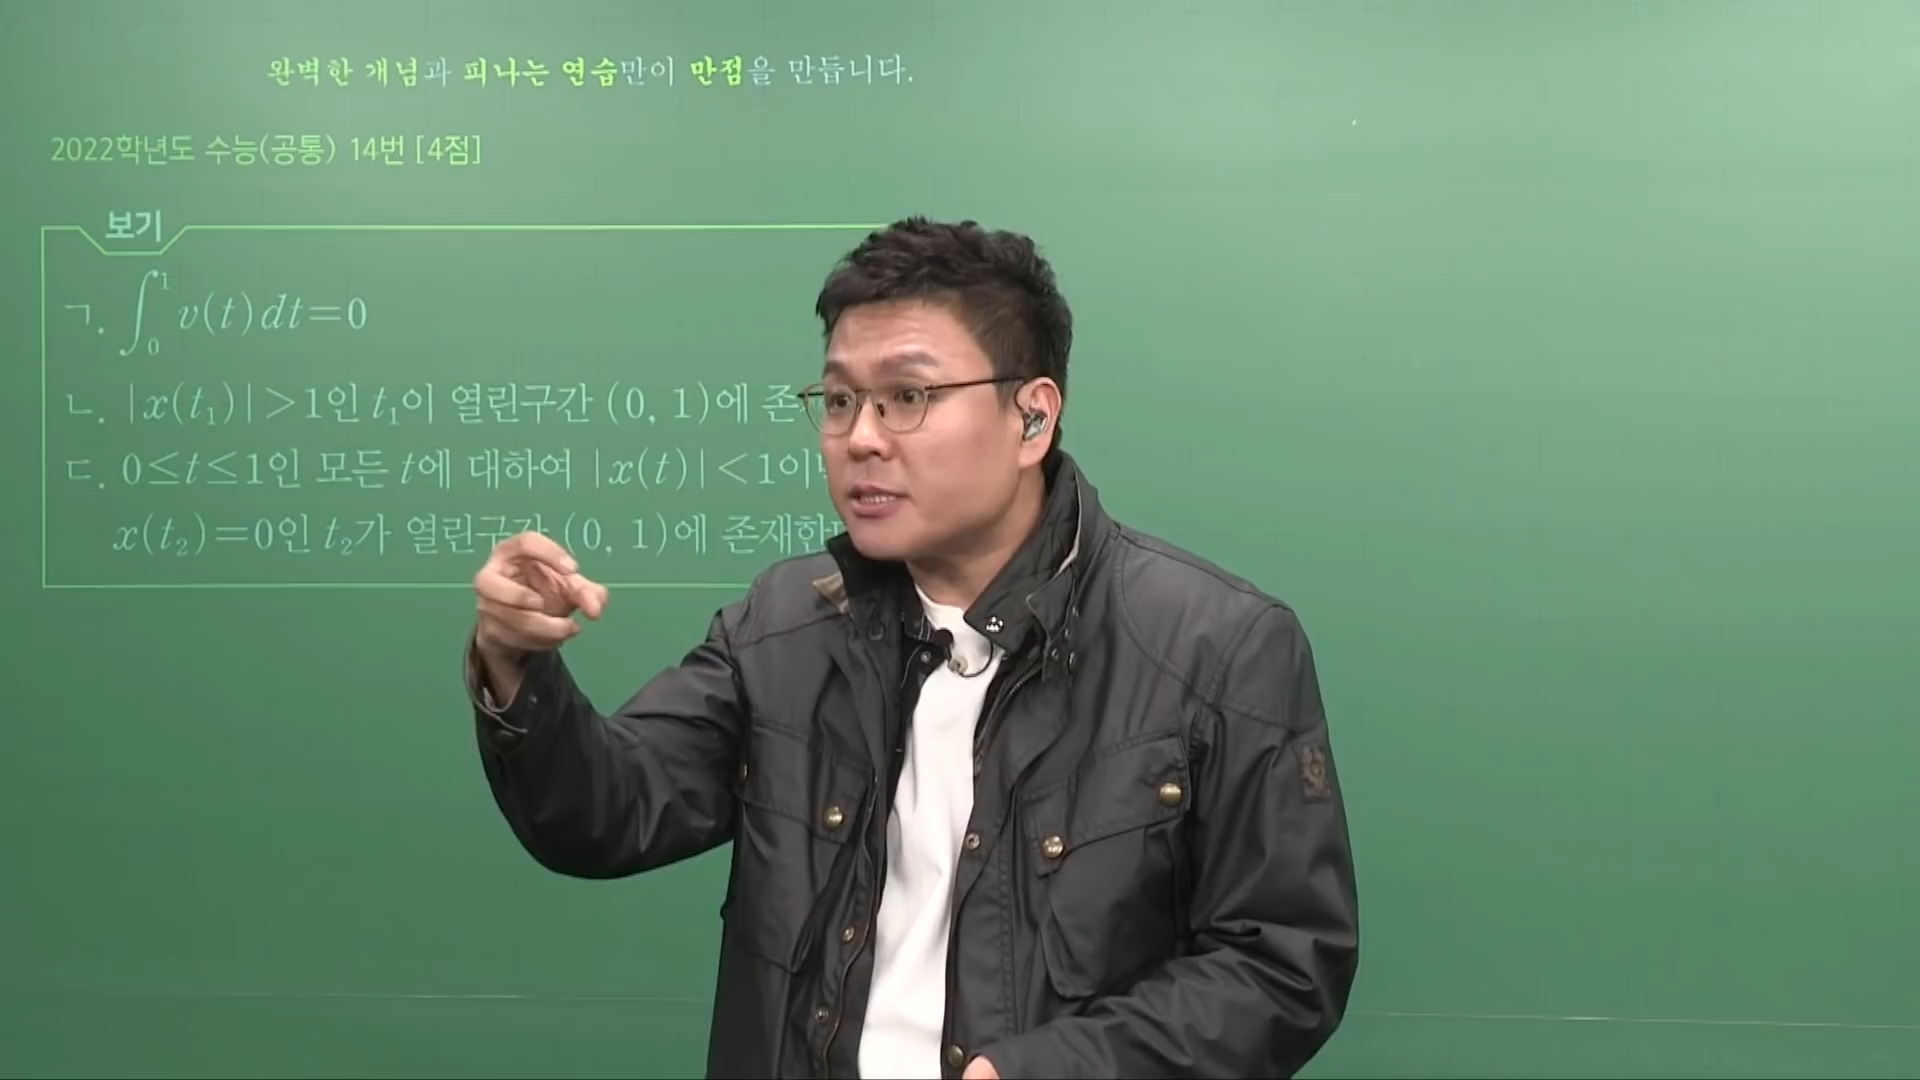 완벽한 개념과 피나는 연습만이 만점을 만듭니다.
2022학년도 수능(공통) 14번 [4점]
보기
ㄱ. ∫₀¹ v(t)dt=0
ㄴ. |x(t₁)|>1인 t₁이 열린구간 (0, 1)에
ㄷ. 0≤t≤1인 모든 t에 대하여 |x(t)|<1이
x(t₂)=0인 t₂가 열린구간 (0, 1)에 존재한